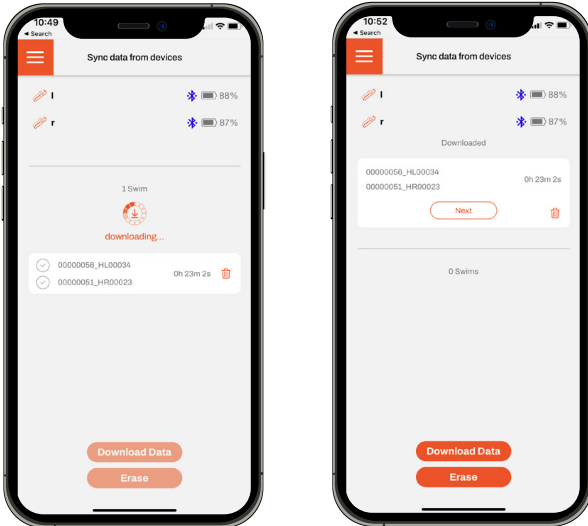 10:49
◀ Search
Sync data from devices
l
88%
r
87%
1 Swim
downloading...
00000056_HL00034
00000051_HR00023
0h 23m 2s
Download Data
Erase
10:52
◀ Search
Sync data from devices
l
88%
r
87%
Downloaded
00000056_HL00034
00000051_HR00023
0h 23m 2s
Next
0 Swims
Download Data
Erase